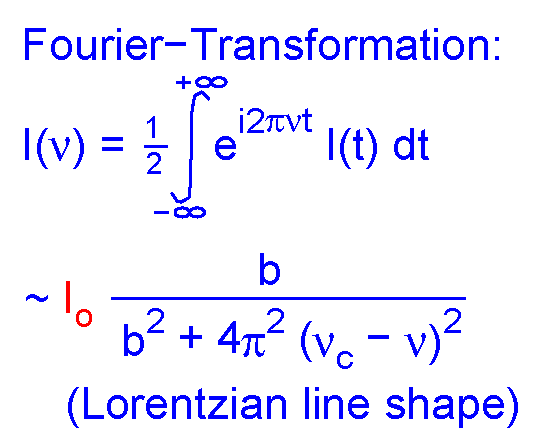 Fourier−Transformation:
I(ν) = ½ ∫₋∞⁺∞ e^{i2πνt} I(t) dt
~ Iₒ b / (b² + 4π² (ν_c − ν)²)
(Lorentzian line shape)